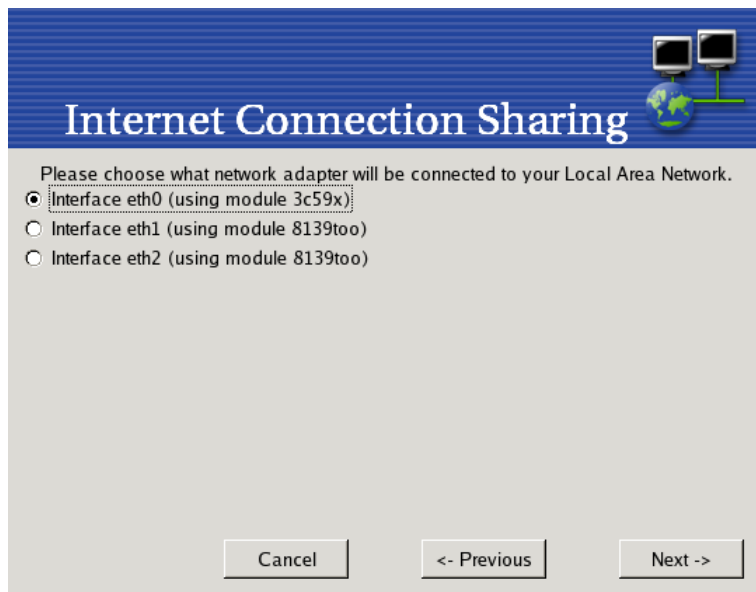 Internet Connection Sharing
Please choose what network adapter will be connected to your Local Area Network.
Interface eth0 (using module 3c59x)
Interface eth1 (using module 8139too)
Interface eth2 (using module 8139too)
Cancel <- Previous Next ->